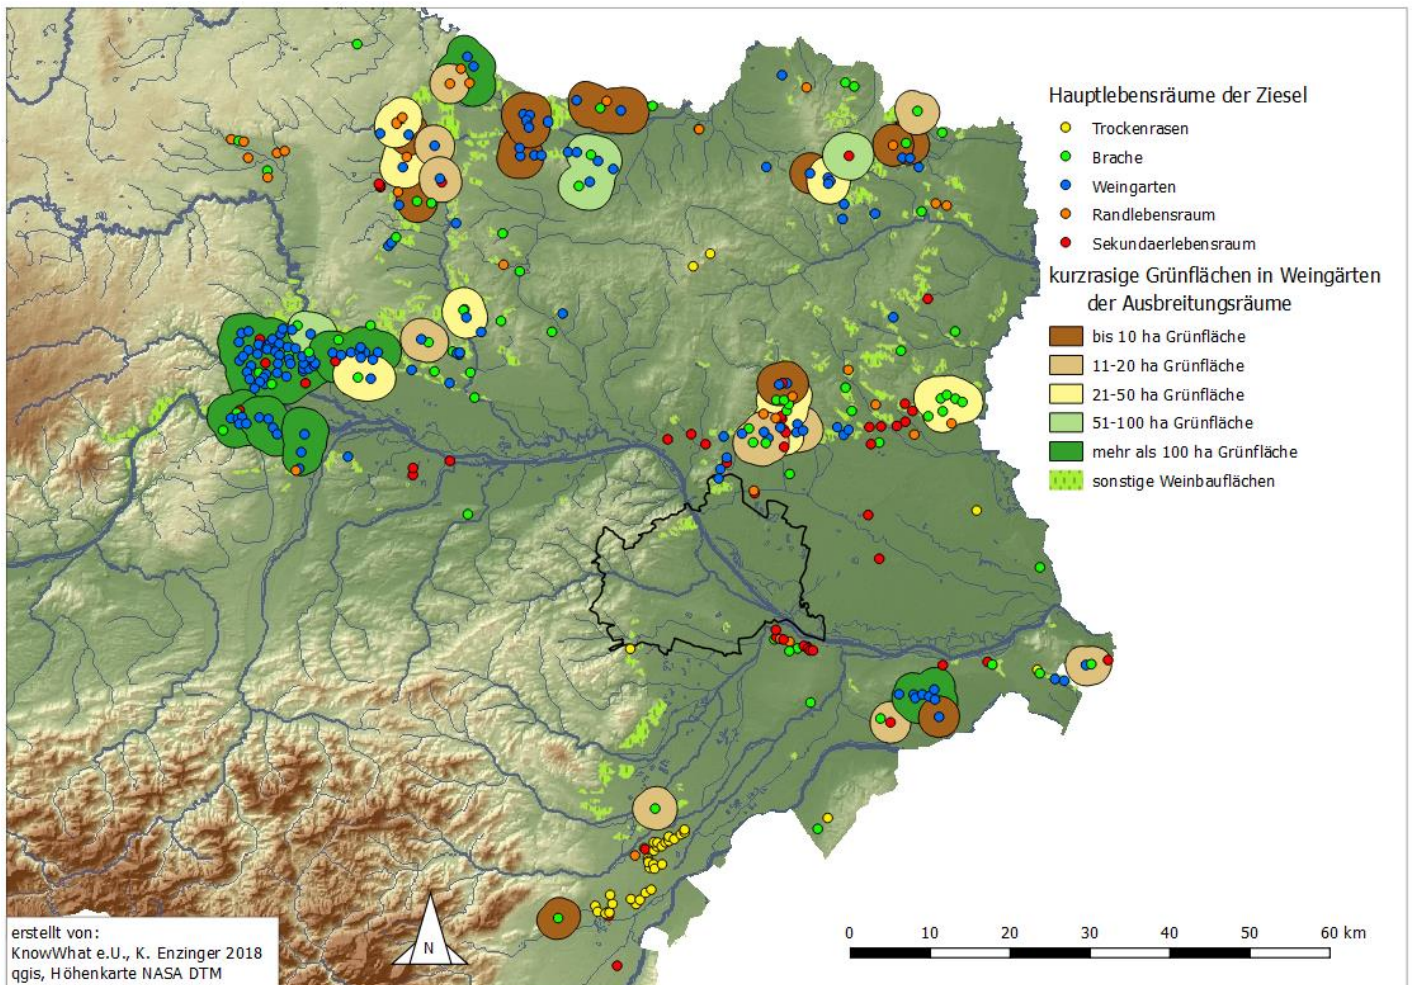 Hauptlebensräume der Ziesel
Trockenrasen
Brache
Weingarten
Randlebensraum
Sekundaerlebensraum
kurzrasige Grünflächen in Weingärten
der Ausbreitungsräume
bis 10 ha Grünfläche
11-20 ha Grünfläche
21-50 ha Grünfläche
51-100 ha Grünfläche
mehr als 100 ha Grünfläche
sonstige Weinbauflächen
0 10 20 30 40 50 60 km
N
erstellt von:
KnowWhat e.U., K. Enzinger 2018
qgis, Höhenkarte NASA DTM